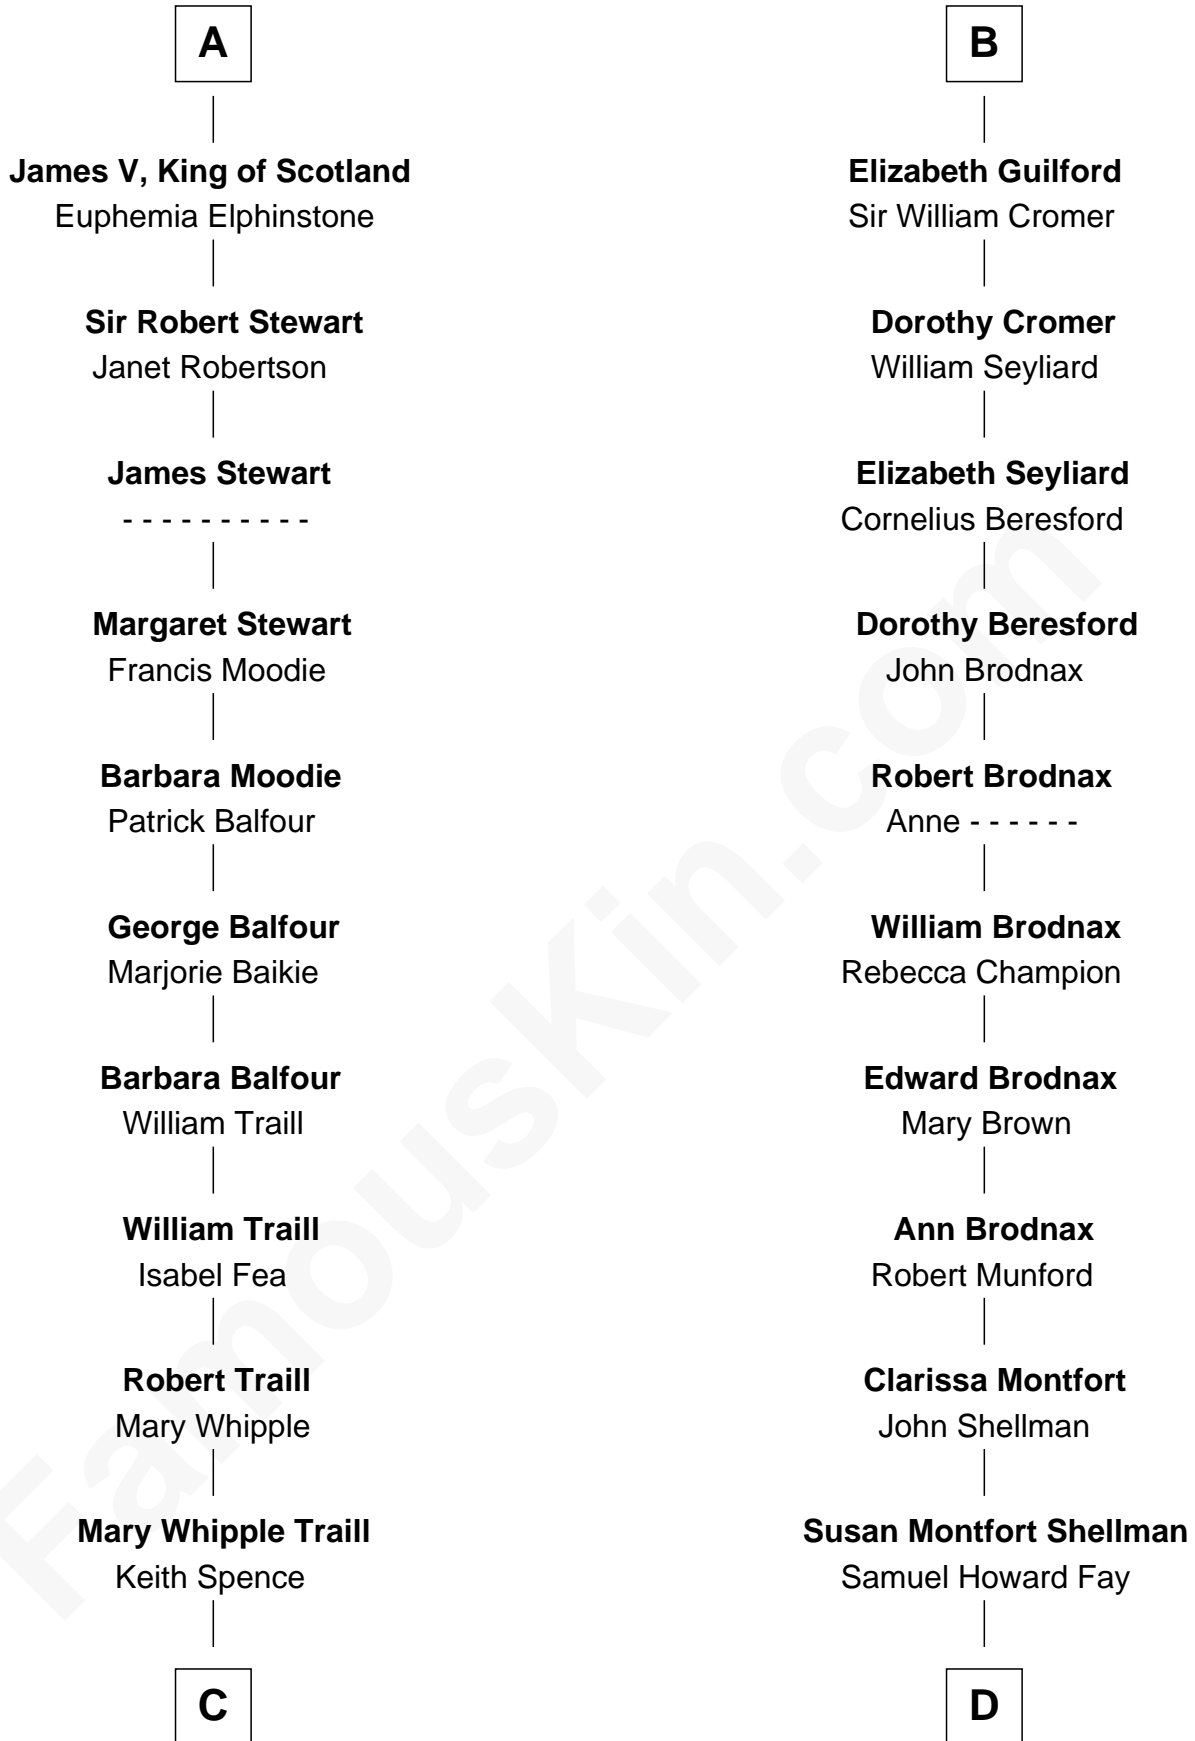 A
James V, King of Scotland
Euphemia Elphinstone
Sir Robert Stewart
Janet Robertson
James Stewart
- - - - - - - - - -
Margaret Stewart
Francis Moodie
Barbara Moodie
Patrick Balfour
George Balfour
Marjorie Baikie
Barbara Balfour
William Traill
William Traill
Isabel Fea
Robert Traill
Mary Whipple
Mary Whipple Traill
Keith Spence
C
B
Elizabeth Guilford
Sir William Cromer
Dorothy Cromer
William Seyliard
Elizabeth Seyliard
Cornelius Beresford
Dorothy Beresford
John Brodnax
Robert Brodnax
Anne - - - - - -
William Brodnax
Rebecca Champion
Edward Brodnax
Mary Brown
Ann Brodnax
Robert Munford
Clarissa Montfort
John Shellman
Susan Montfort Shellman
Samuel Howard Fay
D
FamousKin.com